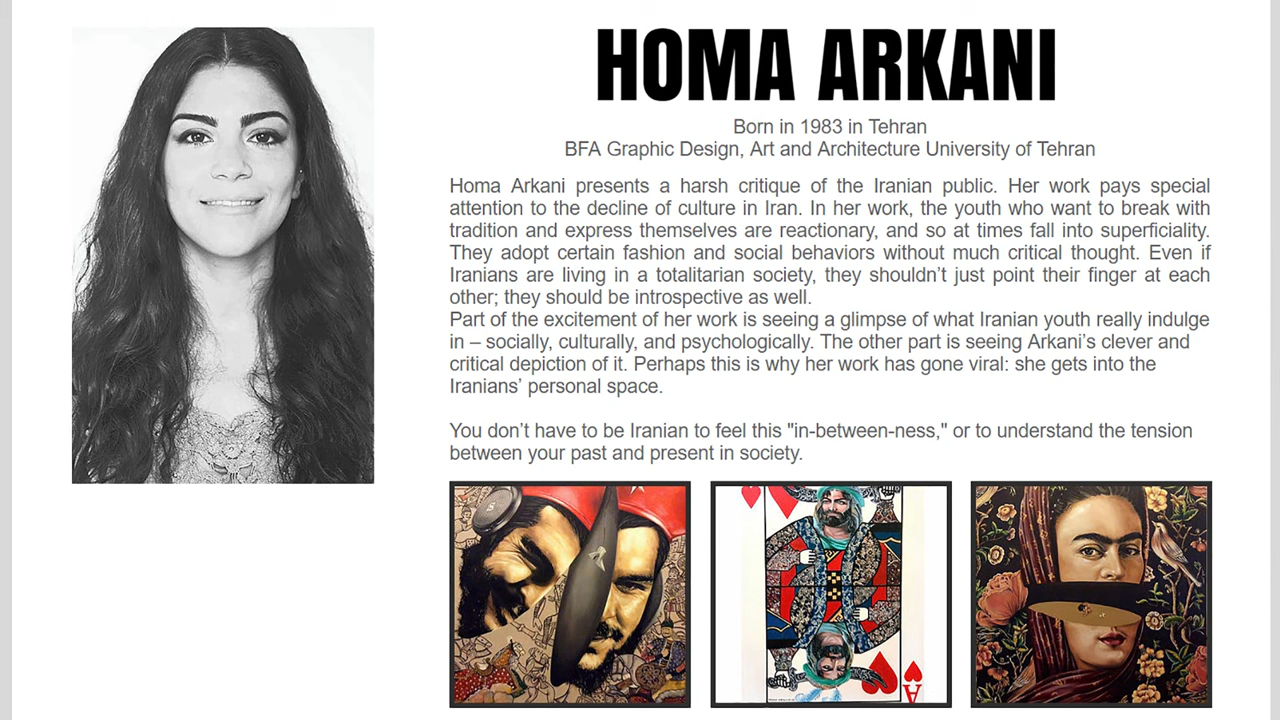 HOMA ARKANI
Born in 1983 in Tehran
BFA Graphic Design, Art and Architecture University of Tehran
Homa Arkani presents a harsh critique of the Iranian public. Her work pays special
attention to the decline of culture in Iran. In her work, the youth who want to break with
tradition and express themselves are reactionary, and so at times fall into superficiality.
They adopt certain fashion and social behaviors without much critical thought. Even if
Iranians are living in a totalitarian society, they shouldn’t just point their finger at each
other; they should be introspective as well.
Part of the excitement of her work is seeing a glimpse of what Iranian youth really indulge
in – socially, culturally, and psychologically. The other part is seeing Arkani’s clever and
critical depiction of it. Perhaps this is why her work has gone viral: she gets into the
Iranians’ personal space.
You don’t have to be Iranian to feel this "in-between-ness," or to understand the tension
between your past and present in society.
A